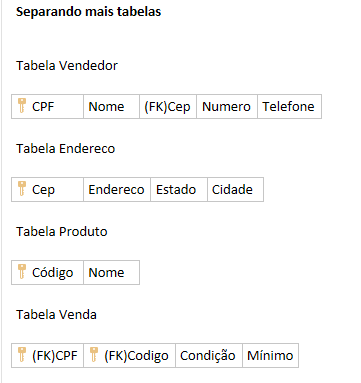 Separando mais tabelas
Tabela Vendedor
CPF Nome (FK)Cep Numero Telefone
Tabela Endereco
Cep Endereco Estado Cidade
Tabela Produto
Código Nome
Tabela Venda
(FK)CPF (FK)Codigo Condição Mínimo